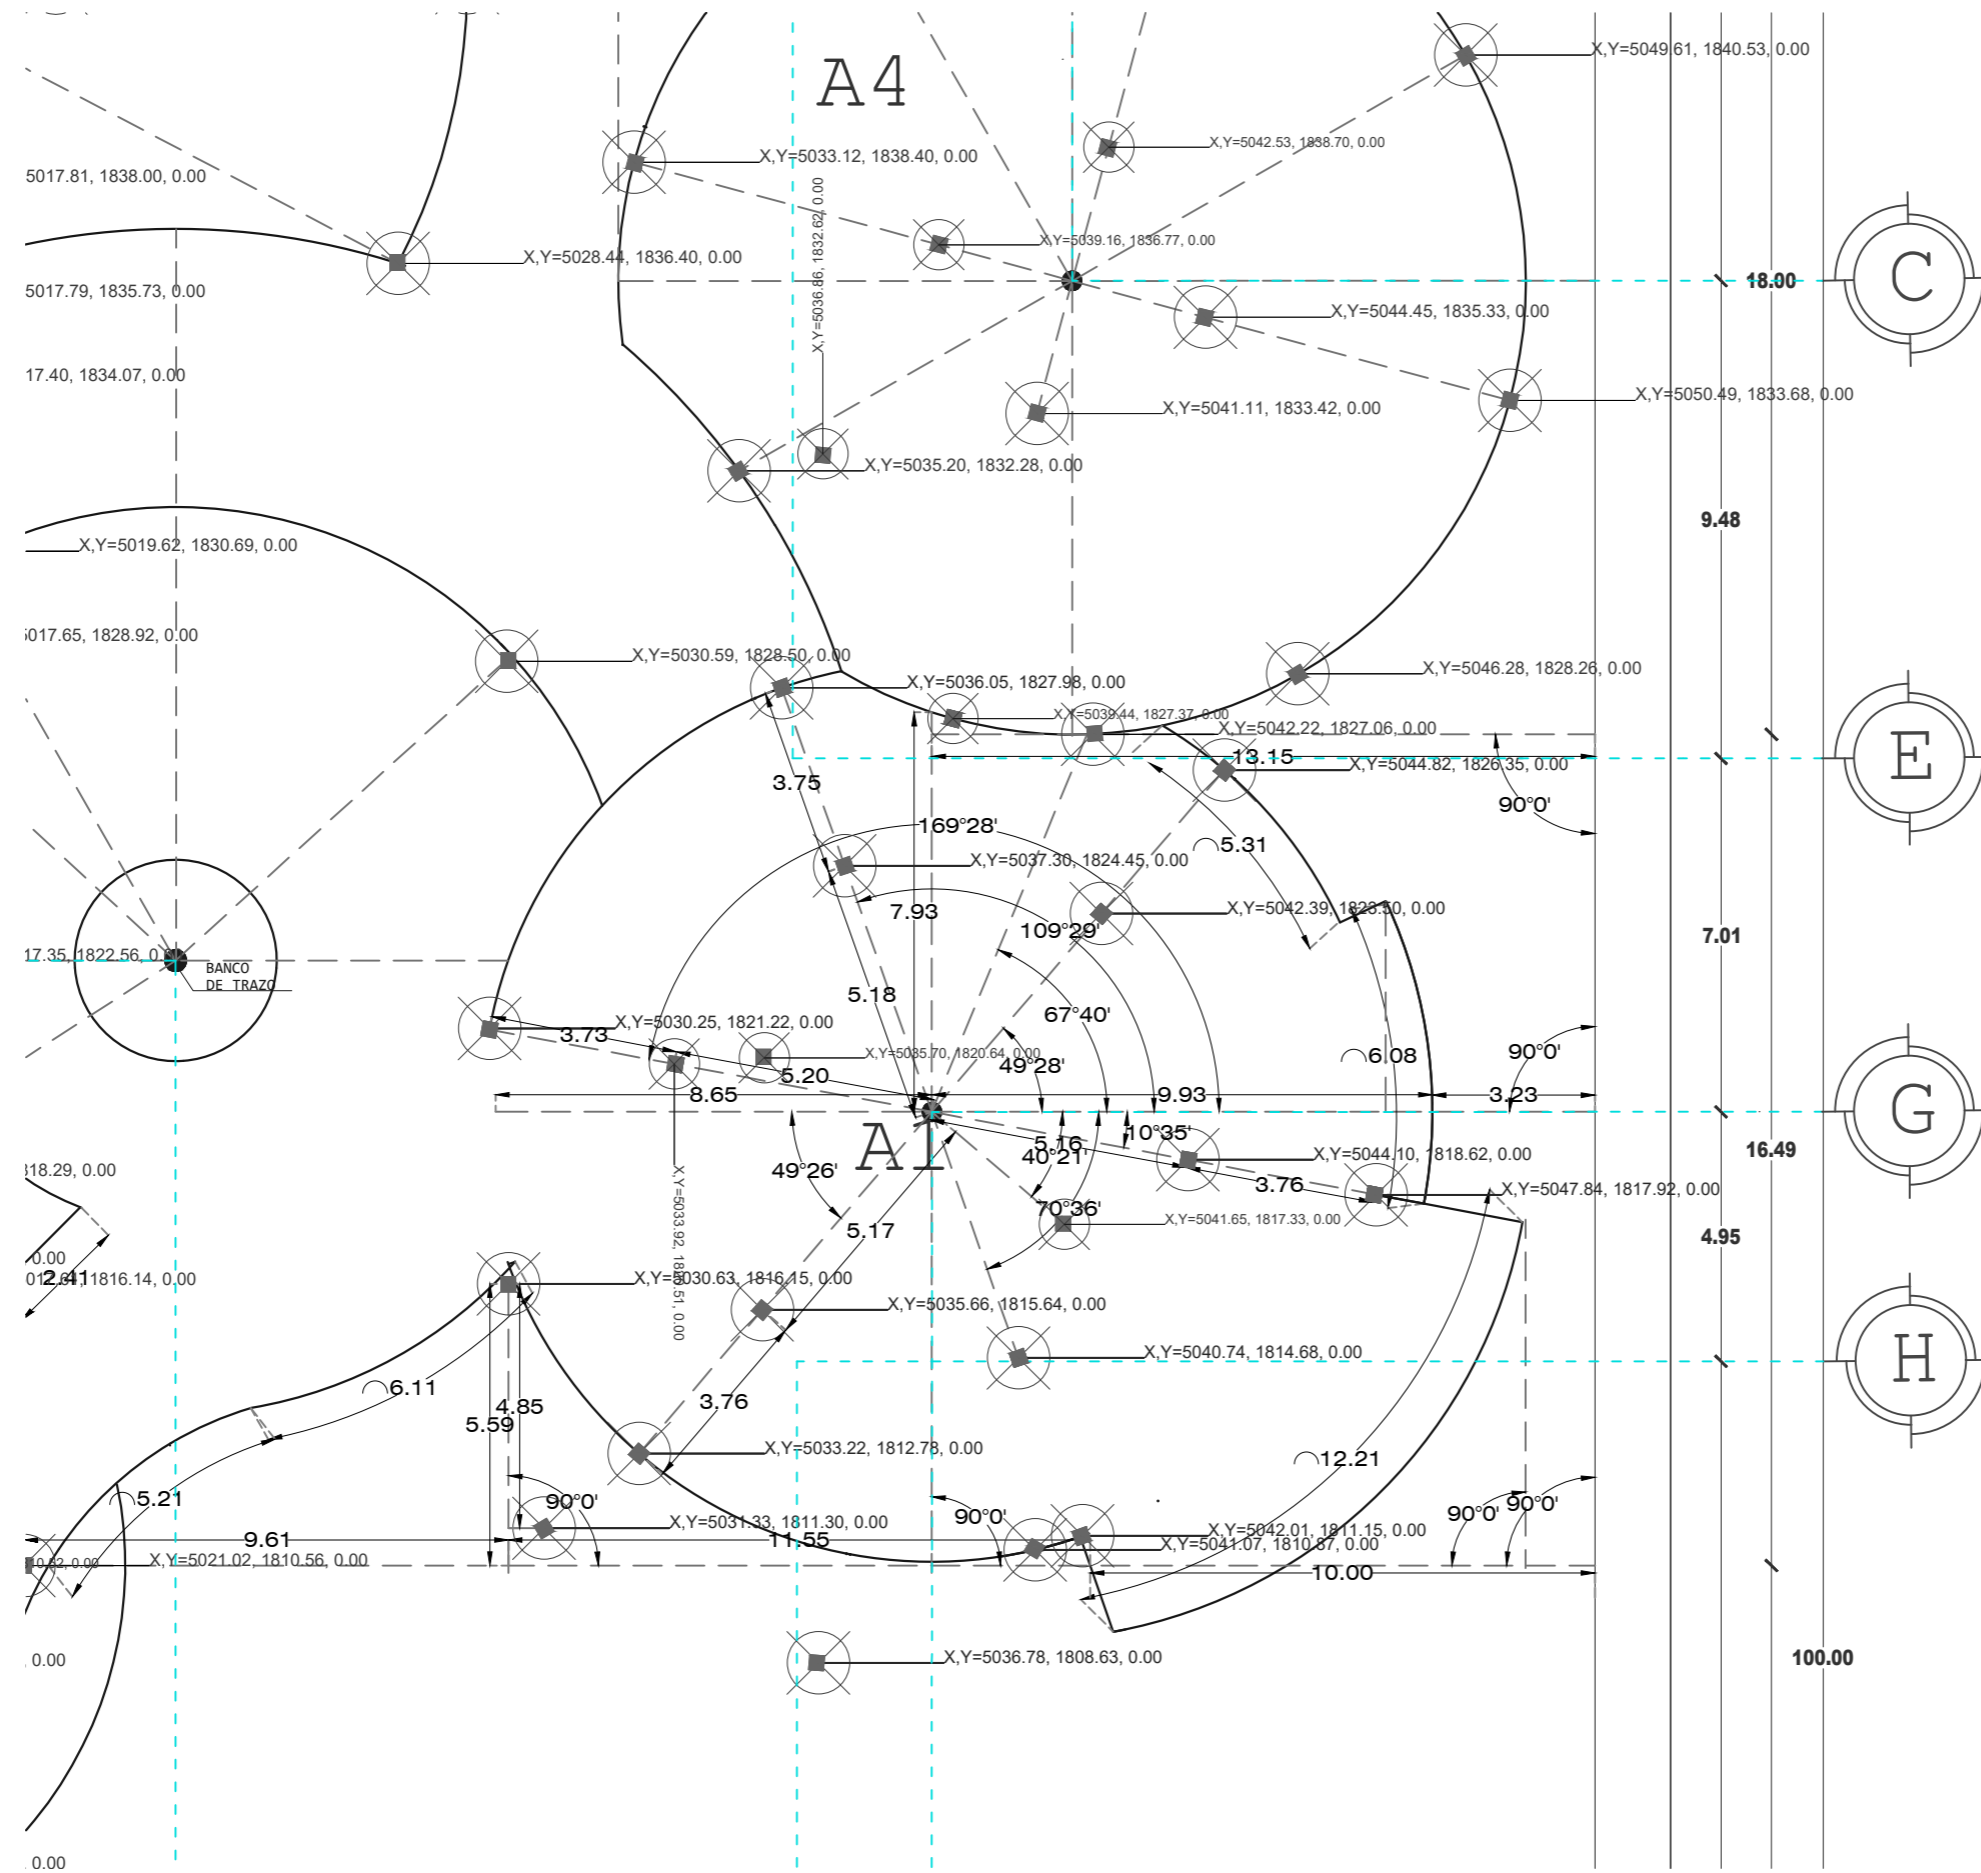 X,Y=5049.61, 1840.53, 0.00
A4
X,Y=5042.53, 1838.70, 0.00
X,Y=5033.12, 1838.40, 0.00
5017.81, 1838.00, 0.00
X,Y=5036.86, 1832.62, 0.00
X,Y=5039.16, 1836.77, 0.00
X,Y=5028.44, 1836.40, 0.00
18.00
C
5017.79, 1835.73, 0.00
X,Y=5044.45, 1835.33, 0.00
17.40, 1834.07, 0.00
X,Y=5050.49, 1833.68, 0.00
X,Y=5041.11, 1833.42, 0.00
X,Y=5035.20, 1832.28, 0.00
9.48
X,Y=5019.62, 1830.69, 0.00
5017.65, 1828.92, 0.00
X,Y=5030.59, 1828.50, 0.00
X,Y=5046.28, 1828.26, 0.00
X,Y=5036.05, 1827.98, 0.00
X,Y=5039.44, 1827.37, 0.00
X,Y=5042.22, 1827.06, 0.00
13.15
X,Y=5044.82, 1826.35, 0.00
E
3.75
90°0'
169°28'
5.31
X,Y=5037.30, 1824.45, 0.00
7.93
X,Y=5042.39, 1823.50, 0.00
109°29'
7.01
17.35, 1822.56, 0.00
BANCO
DE TRAZO
5.18
67°40'
X,Y=5030.25, 1821.22, 0.00
3.73
X,Y=5035.70, 1820.64, 0.00
49°28'
6.08
90°0'
5.20
8.65
9.93
3.23
G
A1
10°35'
5.16
40°21'
X,Y=5044.10, 1818.62, 0.00
16.49
318.29, 0.00
49°26'
3.76
X,Y=5047.84, 1817.92, 0.00
70°36'
X,Y=5041.65, 1817.33, 0.00
5.17
4.95
0.00
2.41
1816.14, 0.00
X,Y=5030.63, 1816.15, 0.00
X,Y=5035.66, 1815.64, 0.00
X,Y=5040.74, 1814.68, 0.00
H
6.11
3.76
4.85
5.59
X,Y=5033.22, 1812.78, 0.00
12.21
5.21
90°0'
90°0'
90°0'
90°0'
X,Y=5031.33, 1811.30, 0.00
X,Y=5042.01, 1811.15, 0.00
9.61
11.55
X,Y=5041.07, 1810.87, 0.00
X,Y=5021.02, 1810.56, 0.00
10.00
X,Y=5036.78, 1808.63, 0.00
0.00
100.00
0.00